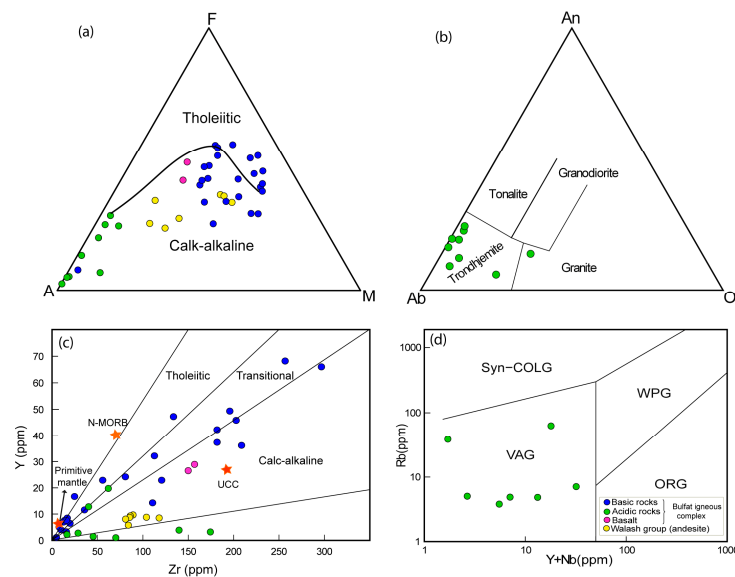 (a)
F
Tholeiitic
Calk-alkaline
A
M
(b)
An
Tonalite
Granodiorite
Trondhjemite
Granite
Ab
O
(c)
70
60
50
40
30
20
10
0
Y (ppm)
Tholeiitic
Transitional
N-MORB
Primitive
mantle
UCC
Calc-alkaline
0
50
100
150
200
250
300
Zr (ppm)
(d)
1000
100
10
1
Rb(ppm)
Syn-COLG
WPG
VAG
ORG
Basic rocks
Acidic rocks
Basalt
Bulfat igneous
complex
Walash group (andesite)
1
10
100
1000
Y+Nb(ppm)